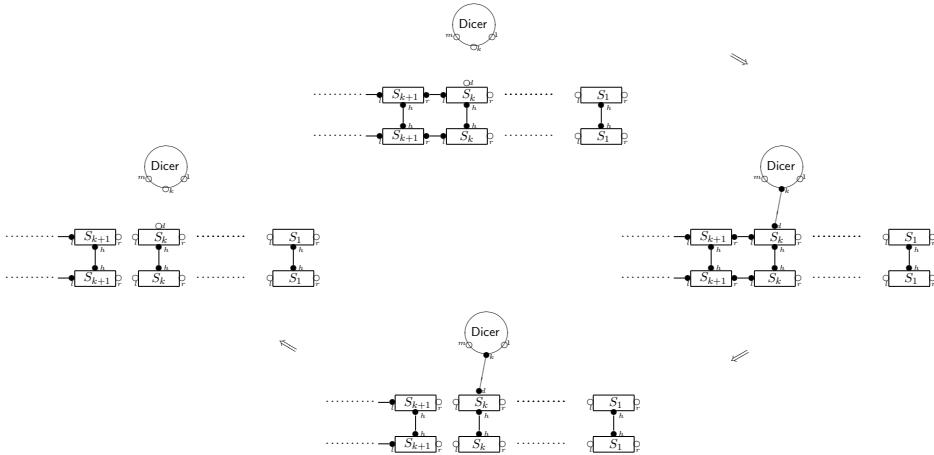 Dicer
m l
k
d
S_{k+1} S_k S_1
l r l r l r
h h h
h h h
S_{k+1} S_k S_1
l r l r l r
Dicer
m l
k
d
S_{k+1} S_k S_1
l r l r l r
h h h
h h h
S_{k+1} S_k S_1
l r l r l r
Dicer
m l
k
d
S_{k+1} S_k S_1
l r l r l r
h h h
h h h
S_{k+1} S_k S_1
l r l r l r
Dicer
m l
k
d
S_{k+1} S_k S_1
l r l r l r
h h h
h h h
S_{k+1} S_k S_1
l r l r l r